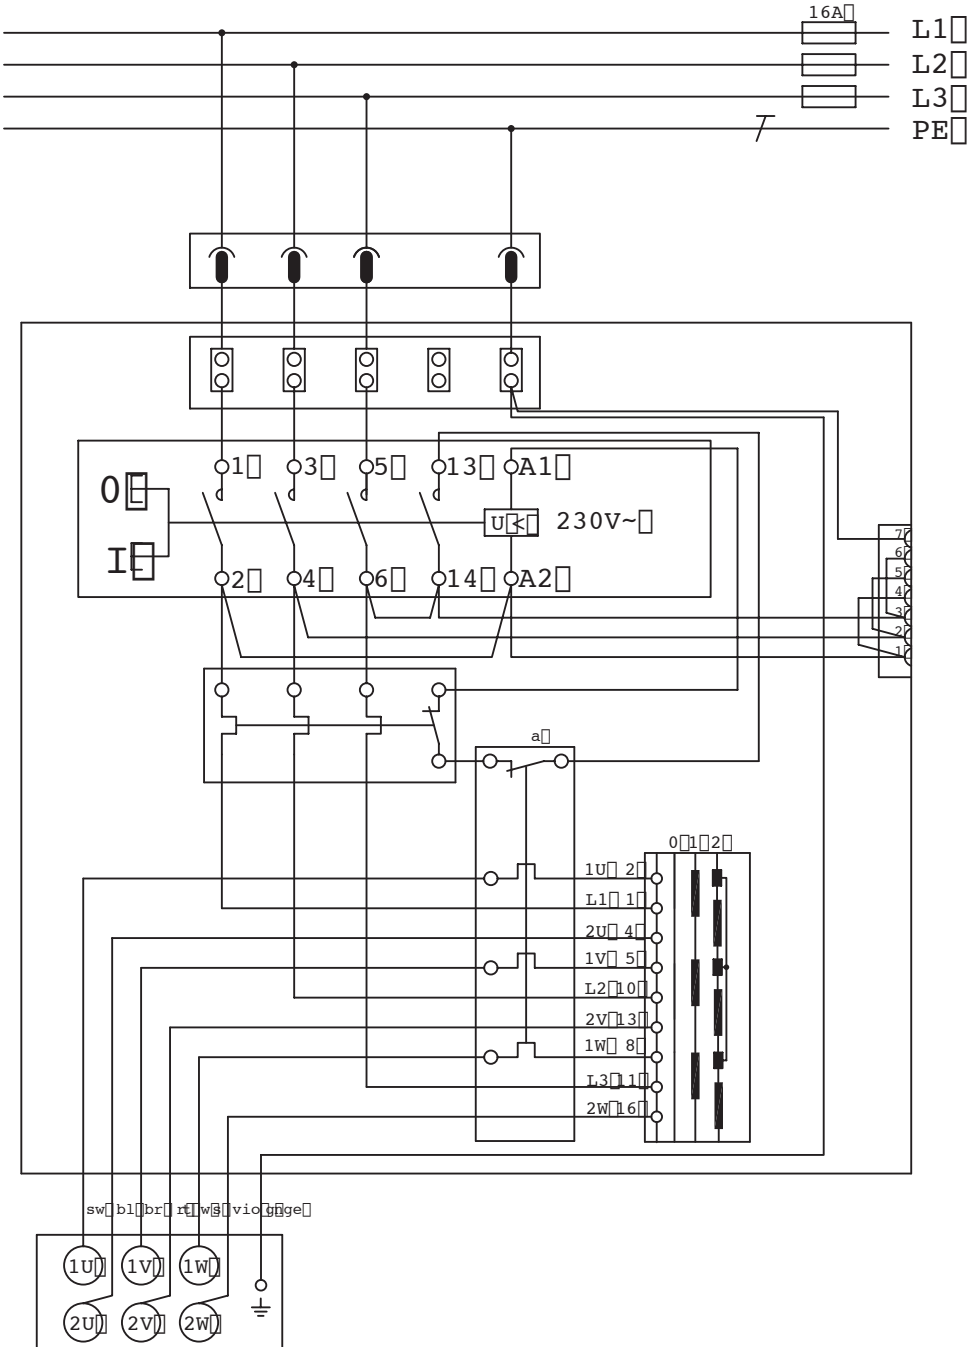 16A
L1
L2
L3
PE
0 1 3 5 13 A1
U< 230V~
I
2 4 6 14 A2
7
6
5
4
3
2
1
a
0 1 2
1U 2
L1 1
2U 4
1V 5
L2 10
2V 13
1W 8
L3 11
2W 16
sw bl br rt ws vio gnge
1U 1V 1W
2U 2V 2W